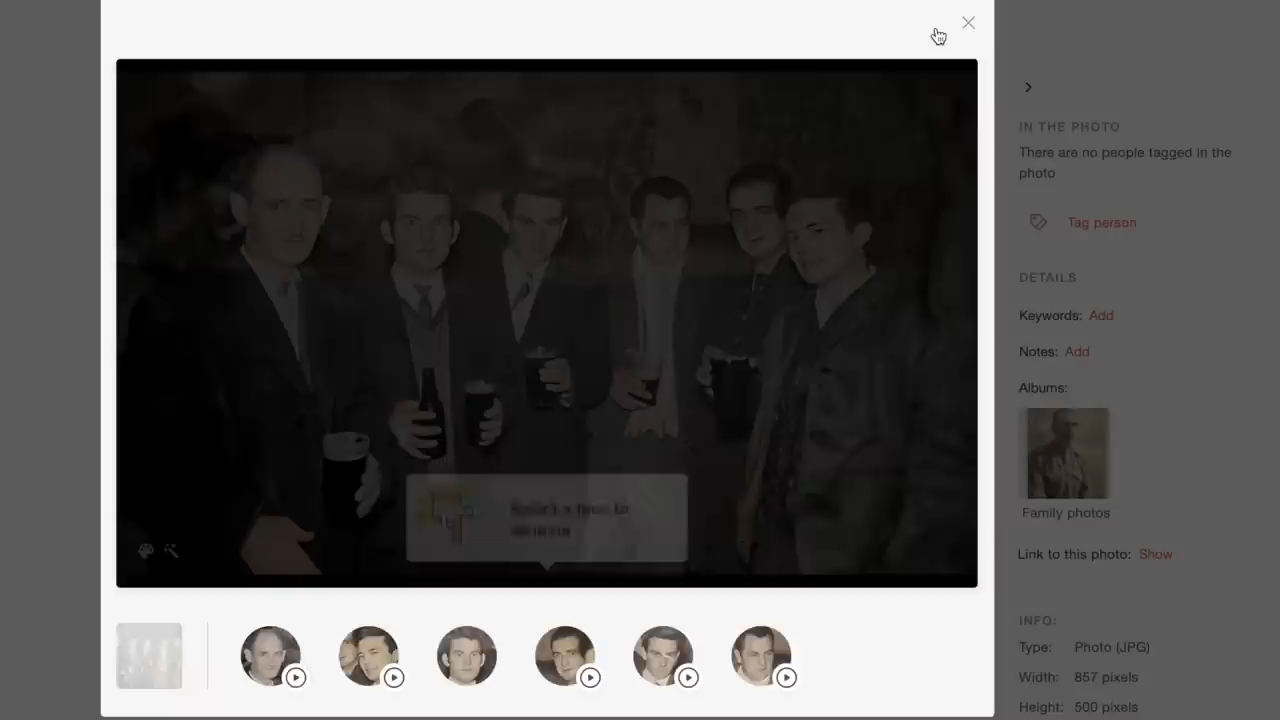 IN THE PHOTO
There are no people tagged in the
photo
Tag person
DETAILS
Keywords: Add
Notes: Add
Albums:
Family photos
Link to this photo: Show
INFO:
Type: Photo (JPG)
Width: 857 pixels
Height: 500 pixels